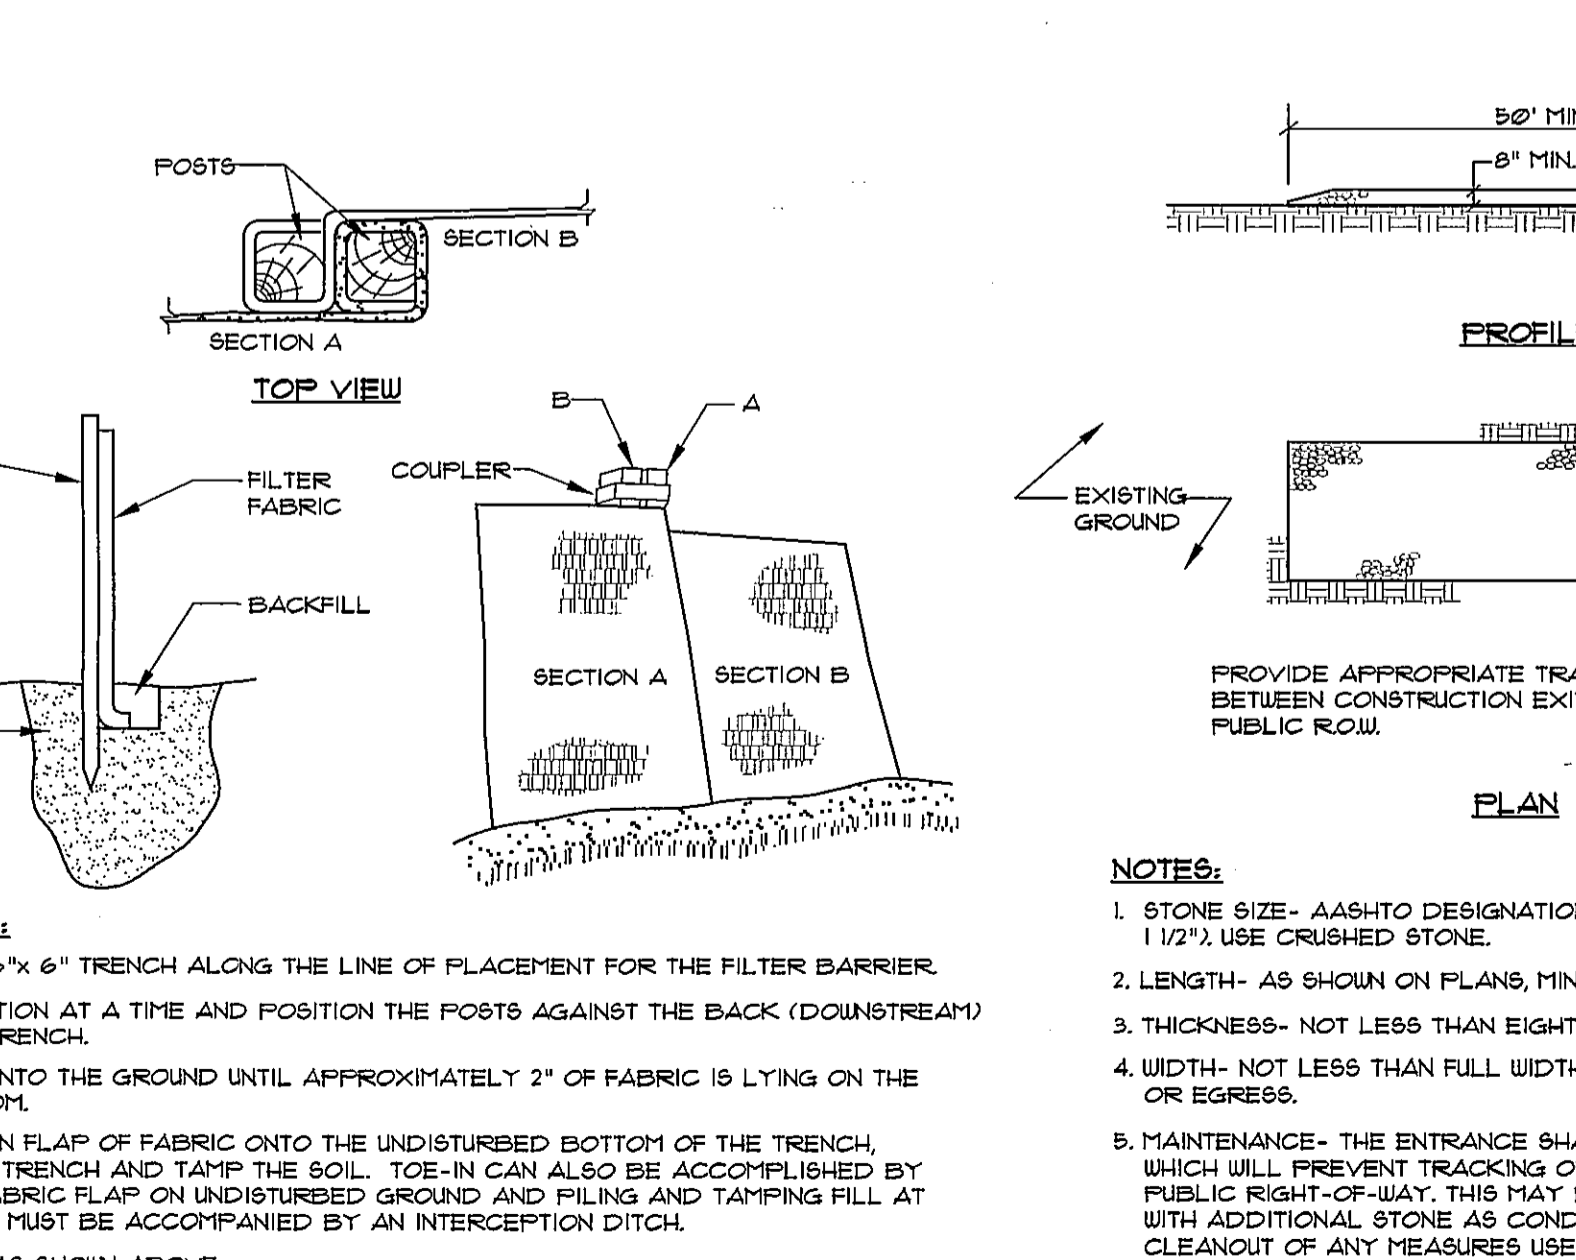 POSTS
SECTION B
SECTION A
TOP VIEW
B
A
COUPLER
FILTER
FABRIC
BACKFILL
SECTION A
SECTION B
6" TRENCH ALONG THE LINE OF PLACEMENT FOR THE FILTER BARRIER.
AT A TIME AND POSITION THE POSTS AGAINST THE BACK (DOWNSTREAM)
THE GROUND UNTIL APPROXIMATELY 2" OF FABRIC IS LYING ON THE
FLAP OF FABRIC ONTO THE UNDISTURBED BOTTOM OF THE TRENCH,
TRENCH AND TAMP THE SOIL. TOE-IN CAN ALSO BE ACCOMPLISHED BY
FLAP ON UNDISTURBED GROUND AND PILING AND TAMPING FILL AT
MUST BE ACCOMPANIED BY AN INTERCEPTION DITCH.
50' MIN
8" MIN.
PROFIL
EXISTING
GROUND
PROVIDE APPROPRIATE TRA
BETWEEN CONSTRUCTION EXI
PUBLIC R.O.W.
PLAN
NOTES:
1. STONE SIZE- AASHTO DESIGNATIO
1 1/2"). USE CRUSHED STONE.
2. LENGTH- AS SHOWN ON PLANS, MIN
3. THICKNESS- NOT LESS THAN EIGHT
4. WIDTH- NOT LESS THAN FULL WIDTH
OR EGRESS.
5. MAINTENANCE- THE ENTRANCE SHA
WHICH WILL PREVENT TRACKING O
PUBLIC RIGHT-OF-WAY. THIS MAY
WITH ADDITIONAL STONE AS COND
CLEANOUT OF ANY MEASURES USE